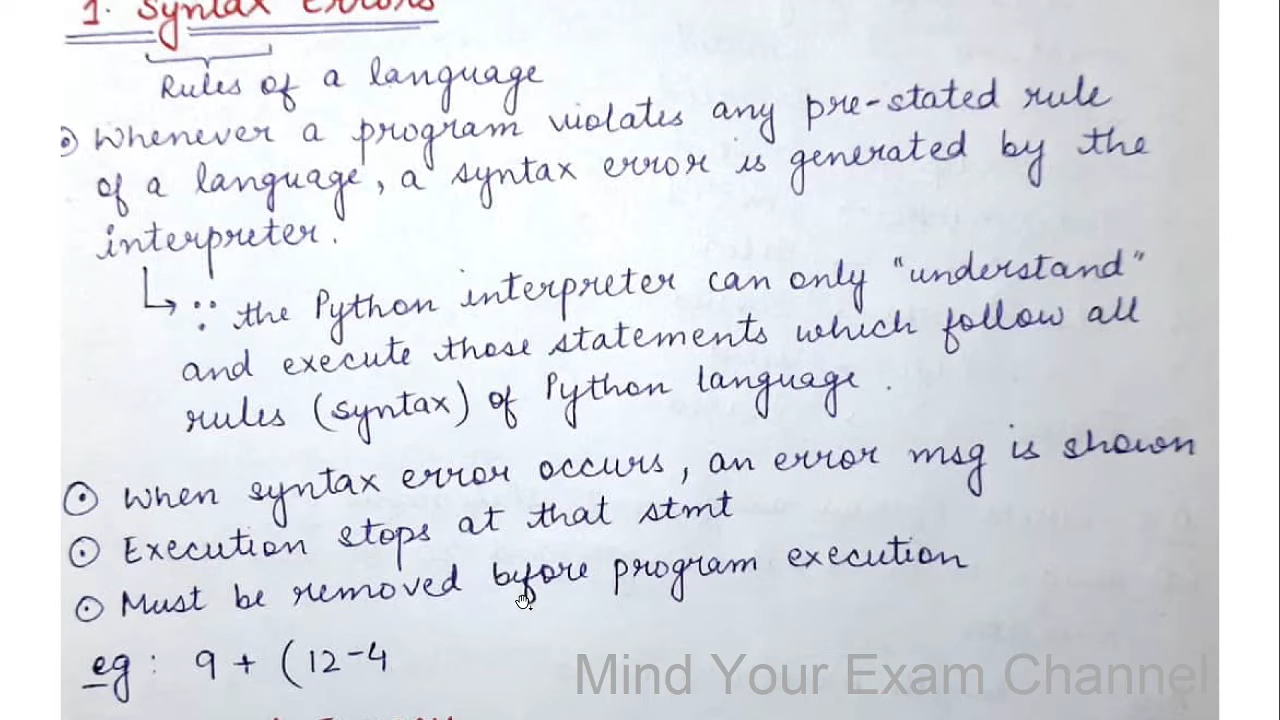 1. Syntax Errors
Rules of a language
⊙ Whenever a program violates any pre-stated rule
of a language, a syntax error is generated by the
interpreter.
↳ ∵ the Python interpreter can only "understand"
and execute those statements which follow all
rules (syntax) of Python language.
⊙ When syntax error occurs, an error msg is shown
⊙ Execution stops at that stmt
⊙ Must be removed before program execution
eg: 9 + (12-4
Mind Your Exam Channel